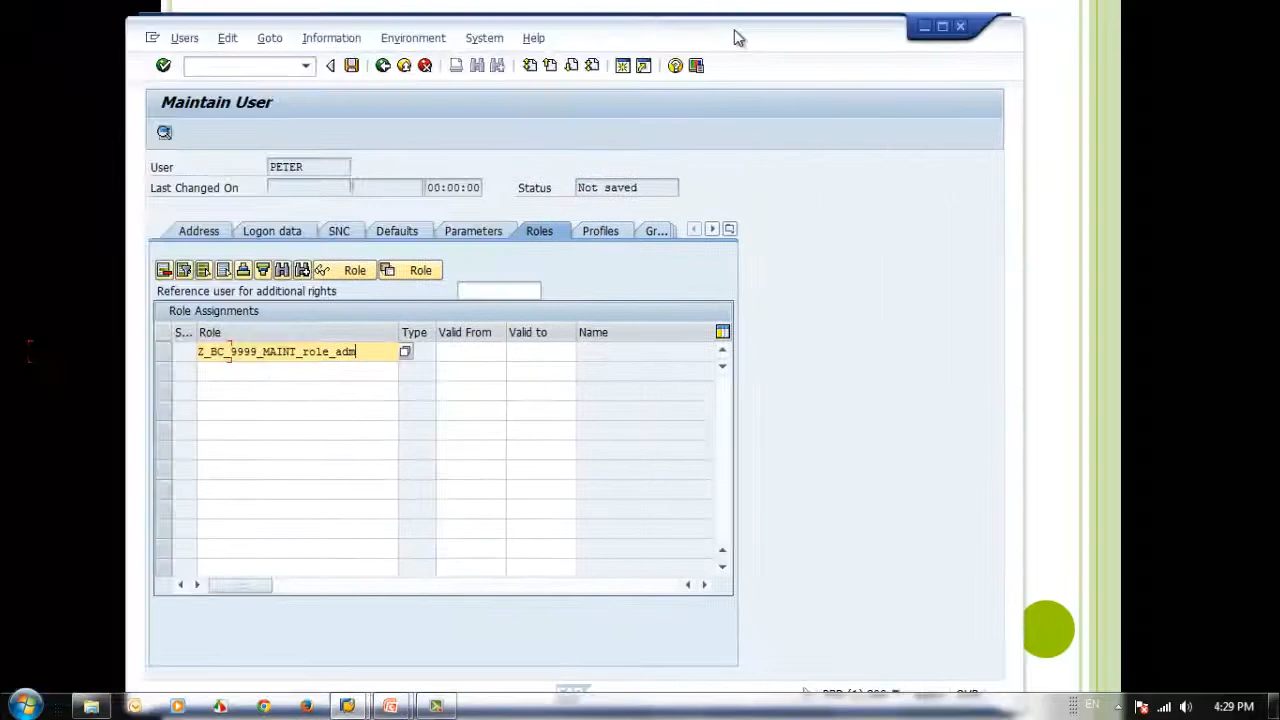 Users Edit Goto Information Environment System Help
Maintain User
User PETER
Last Changed On 00:00:00 Status Not saved
Address Logon data SNC Defaults Parameters Roles Profiles Gr...
Role Role
Reference user for additional rights
Role Assignments
S... Role Type Valid From Valid to Name
Z_BC_9999_MAINT_role_adm
EN 4:29 PM